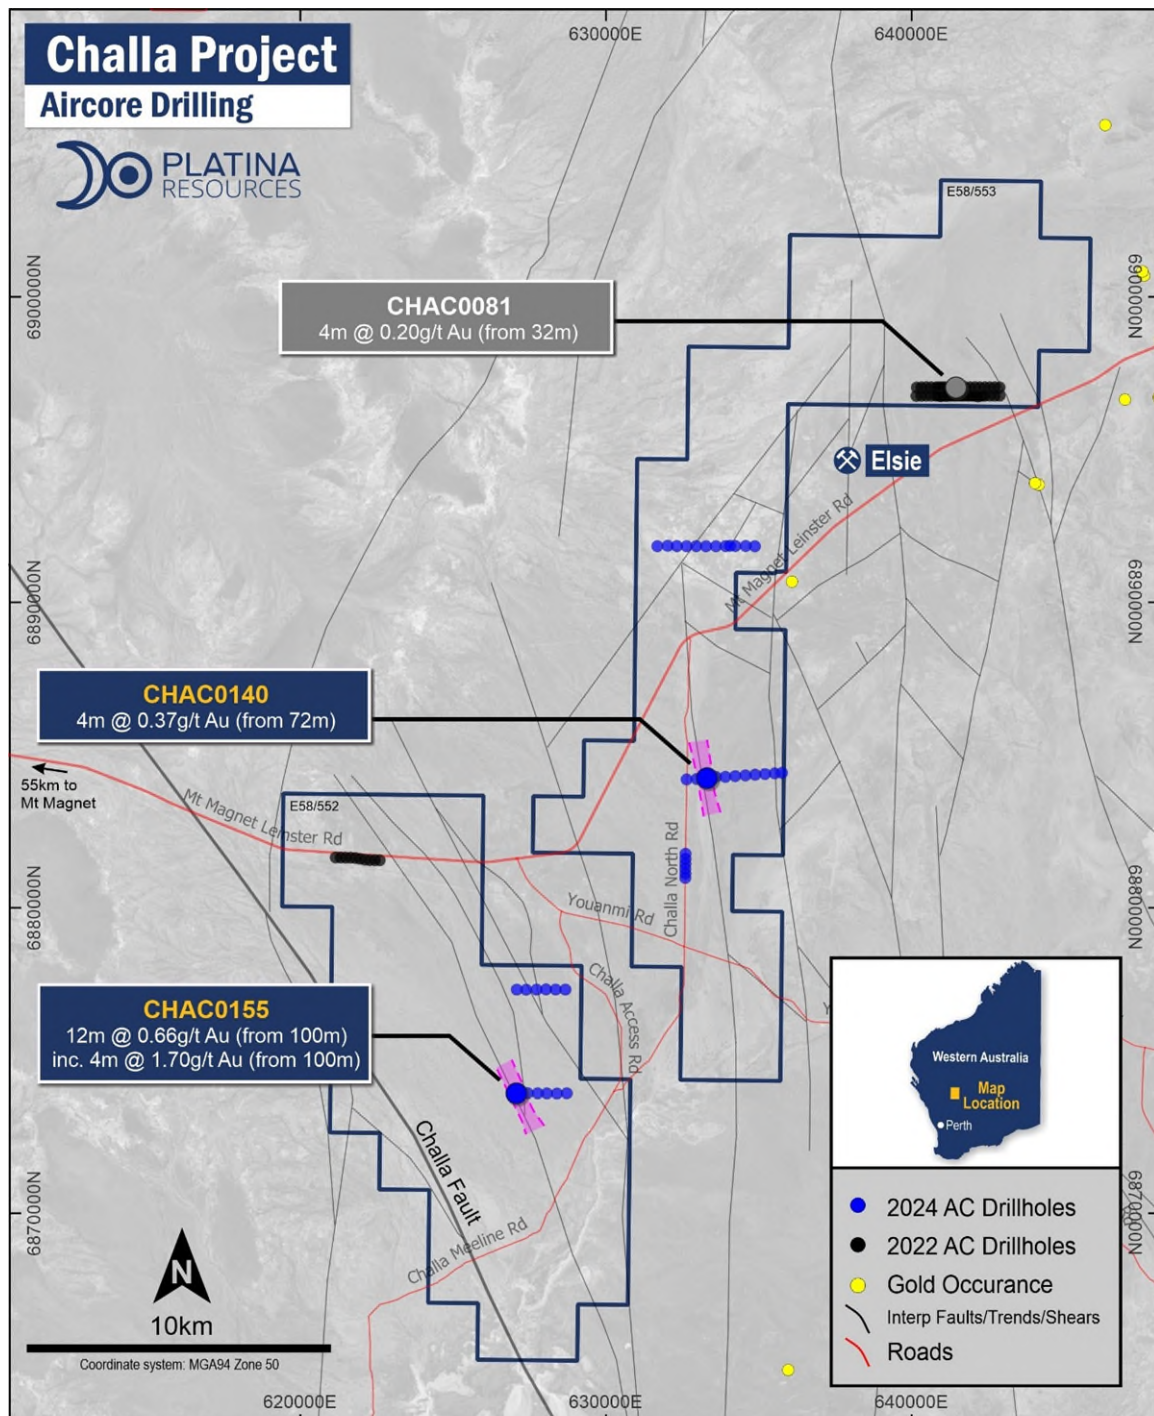 630000E
640000E
Challa Project
Aircore Drilling
PLATINA
RESOURCES
E58/553
6900000N
6900000N
CHAC0081
4m @ 0.20g/t Au (from 32m)
Elsie
Mt Magnet Leinster Rd
6890000N
6890000N
CHAC0140
4m @ 0.37g/t Au (from 72m)
55km to
Mt Magnet
Mt Magnet Leinster Rd
E58/552
Challa North Rd
Youanmi Rd
6880000N
6880000N
Challa Access Rd
CHAC0155
12m @ 0.66g/t Au (from 100m)
inc. 4m @ 1.70g/t Au (from 100m)
Challa Fault
Challa Meeline Rd
Western Australia
Map
Location
Perth
6870000N
6870000N
2024 AC Drillholes
2022 AC Drillholes
Gold Occurance
Interp Faults/Trends/Shears
Roads
N
10km
Coordinate system: MGA94 Zone 50
620000E
630000E
640000E